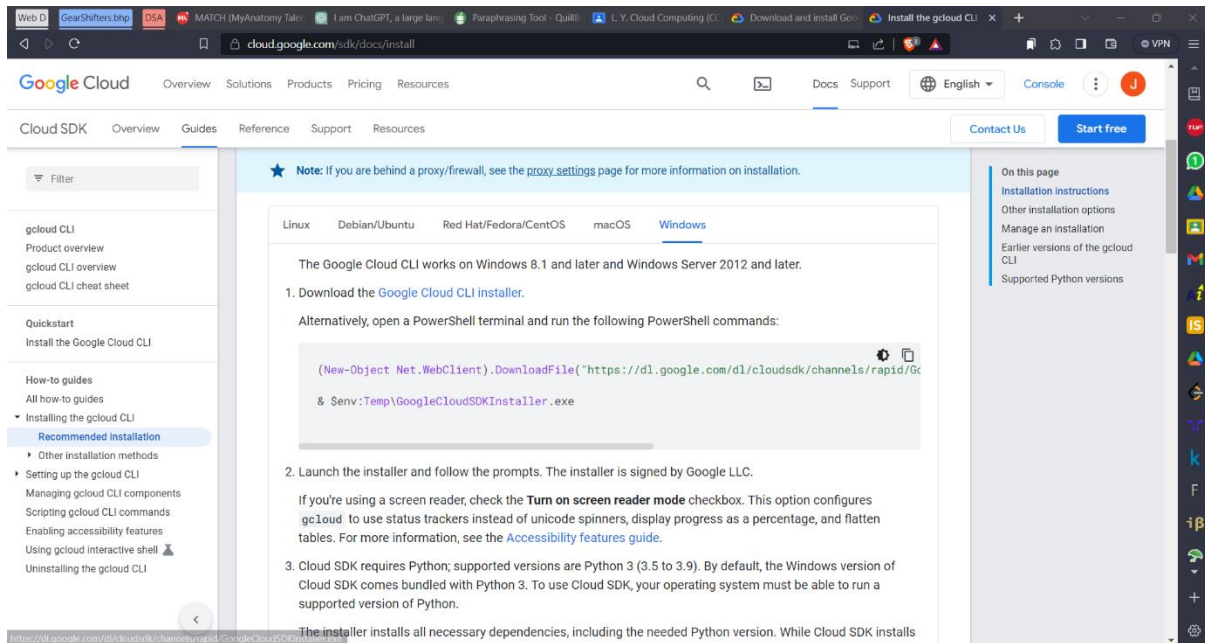 Web D
GearShifters.bhp
DSA
MATCH (MyAnatomy Talen
I am ChatGPT, a large lang
Paraphrasing Tool - QuillB
L. Y. Cloud Computing (CC
Download and install Goo
Install the gcloud CLI
cloud.google.com/sdk/docs/install
VPN
Google Cloud Overview Solutions Products Pricing Resources Docs Support English Console J
Cloud SDK Overview Guides Reference Support Resources Contact Us Start free
Filter
gcloud CLI
Product overview
gcloud CLI overview
gcloud CLI cheat sheet
Quickstart
Install the Google Cloud CLI
How-to guides
All how-to guides
Installing the gcloud CLI
Recommended installation
Other installation methods
Setting up the gcloud CLI
Managing gcloud CLI components
Scripting gcloud CLI commands
Enabling accessibility features
Using gcloud interactive shell
Uninstalling the gcloud CLI
Note: If you are behind a proxy/firewall, see the proxy settings page for more information on installation.
Linux Debian/Ubuntu Red Hat/Fedora/CentOS macOS Windows
The Google Cloud CLI works on Windows 8.1 and later and Windows Server 2012 and later.
1. Download the Google Cloud CLI installer.
Alternatively, open a PowerShell terminal and run the following PowerShell commands:
(New-Object Net.WebClient).DownloadFile("https://dl.google.com/dl/cloudsdk/channels/rapid/Go
& $env:Temp\GoogleCloudSDKInstaller.exe
2. Launch the installer and follow the prompts. The installer is signed by Google LLC.
If you're using a screen reader, check the Turn on screen reader mode checkbox. This option configures
gcloud to use status trackers instead of unicode spinners, display progress as a percentage, and flatten
tables. For more information, see the Accessibility features guide.
3. Cloud SDK requires Python; supported versions are Python 3 (3.5 to 3.9). By default, the Windows version of
Cloud SDK comes bundled with Python 3. To use Cloud SDK, your operating system must be able to run a
supported version of Python.
The installer installs all necessary dependencies, including the needed Python version. While Cloud SDK installs
On this page
Installation instructions
Other installation options
Manage an installation
Earlier versions of the gcloud
CLI
Supported Python versions
https://dl.google.com/dl/cloudsdk/channels/rapid/GoogleCloudSDKInstaller.exe